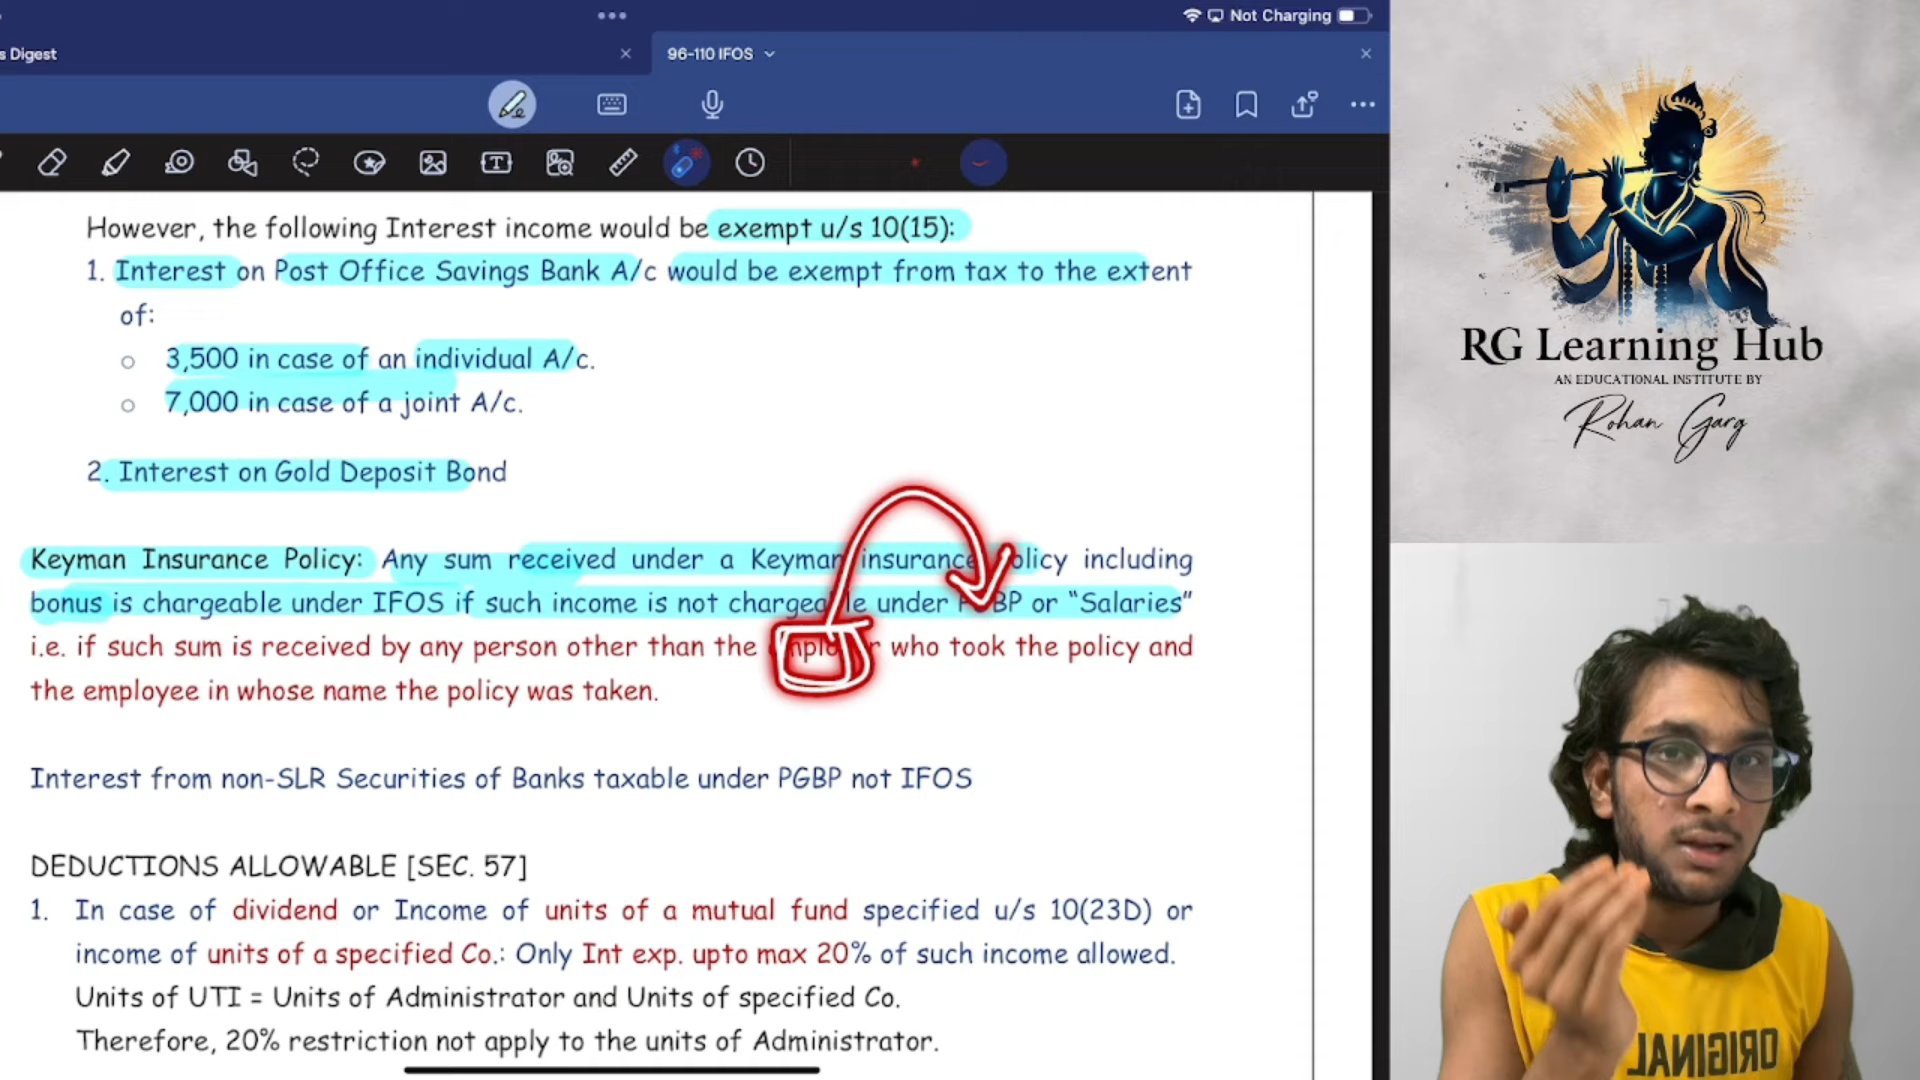 Not Charging
s Digest
96-110 IFOS
However, the following Interest income would be exempt u/s 10(15):
1. Interest on Post Office Savings Bank A/c would be exempt from tax to the extent
of:
o 3,500 in case of an individual A/c.
o 7,000 in case of a joint A/c.
2. Interest on Gold Deposit Bond
Keyman Insurance Policy: Any sum received under a Keyman insurance policy including
bonus is chargeable under IFOS if such income is not chargeable under PGBP or “Salaries”
i.e. if such sum is received by any person other than the employer who took the policy and
the employee in whose name the policy was taken.
Interest from non-SLR Securities of Banks taxable under PGBP not IFOS
DEDUCTIONS ALLOWABLE [SEC. 57]
1. In case of dividend or Income of units of a mutual fund specified u/s 10(23D) or
income of units of a specified Co.: Only Int exp. upto max 20% of such income allowed.
Units of UTI = Units of Administrator and Units of specified Co.
Therefore, 20% restriction not apply to the units of Administrator.
RG Learning Hub
AN EDUCATIONAL INSTITUTE BY
Rohan Garg
ORIGINAL